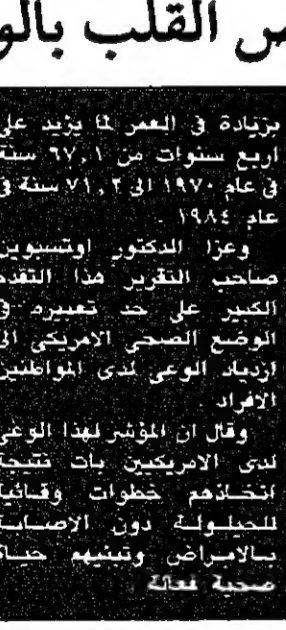 ض القلب بالو
بزيادة في العمر لما يزيد على
اربع سنوات من ٦٧,١ سنة
في عام ١٩٧٠ الى ٧١,٢ سنة في
عام ١٩٨٤ .
وعزا الدكتور اوتسبوين
صاحب التقرير هذا التقدم
الكبير على حد تعبيره في
الوضع الصحي الامريكي الى
ازدياد الوعي لدى المواطنين
الافراد
وقال ان المؤشر لهذا الوعي
لدى الامريكيين بات نتيجة
اتخاذهم خطوات وقائية
للحيلولة دون الاصابة
بالامراض وتبنيهم حياة
صحية فعالة